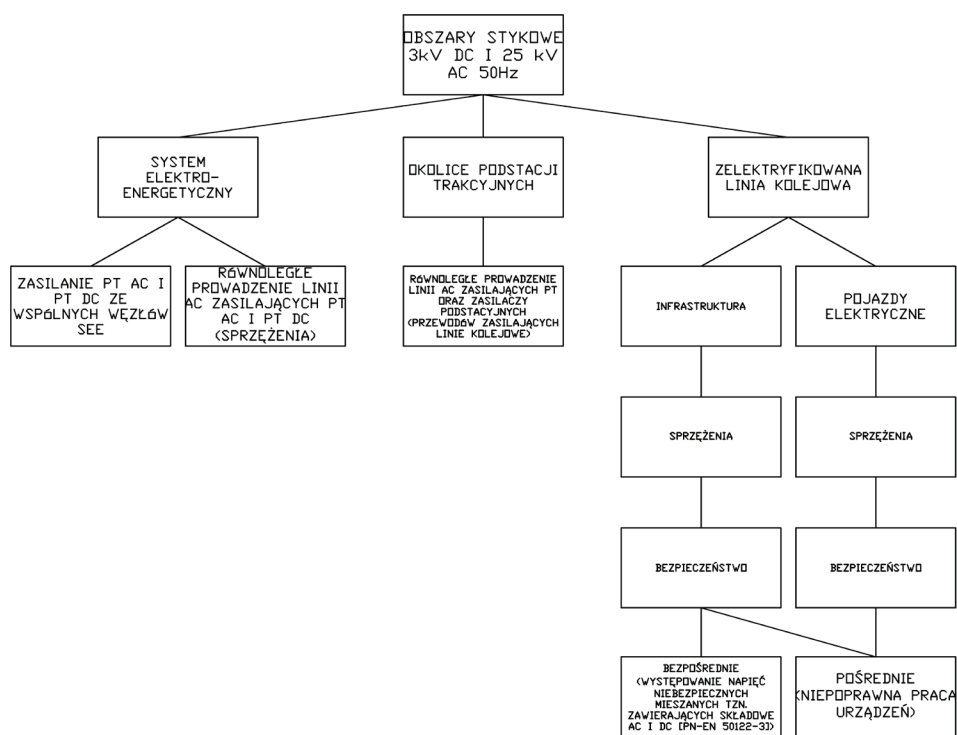 OBSZARY STYKOWE
3kV DC I 25 kV
AC 50Hz
SYSTEM
ELEKTRO-
ENERGETYCZNY
OKOLICE PODSTACJI
TRAKCYJNYCH
ZELEKTRYFIKOWANA
LINIA KOLEJOWA
ZASILANIE PT AC I
PT DC ZE
WSPÓLNYCH WĘZŁÓW
SEE
RÓWNOLEGŁE
PROWADZENIE LINII
AC ZASILAJĄCYCH PT
AC I PT DC
(SPRZĘŻENIA)
RÓWNOLEGŁE PROWADZENIE
LINII AC ZASILAJĄCYCH PT
ORAZ ZASILACZY
PODSTACYJNYCH
(PRZEWODÓW ZASILAJĄCYCH
LINIE KOLEJOWE)
INFRASTRUKTURA
POJAZDY
ELEKTRYCZNE
SPRZĘŻENIA
SPRZĘŻENIA
BEZPIECZEŃSTWO
BEZPIECZEŃSTWO
BEZPOŚREDNIE
(WYSTĘPOWANIE NAPIĘĆ
NIEBEZPIECZNYCH
MIESZANYCH TZN.
ZAWIERAJĄCYCH SKŁADOWE
AC I DC [PN-EN 50122-3])
POŚREDNIE
(NIEPOPRAWNA PRACA
URZĄDZEŃ)